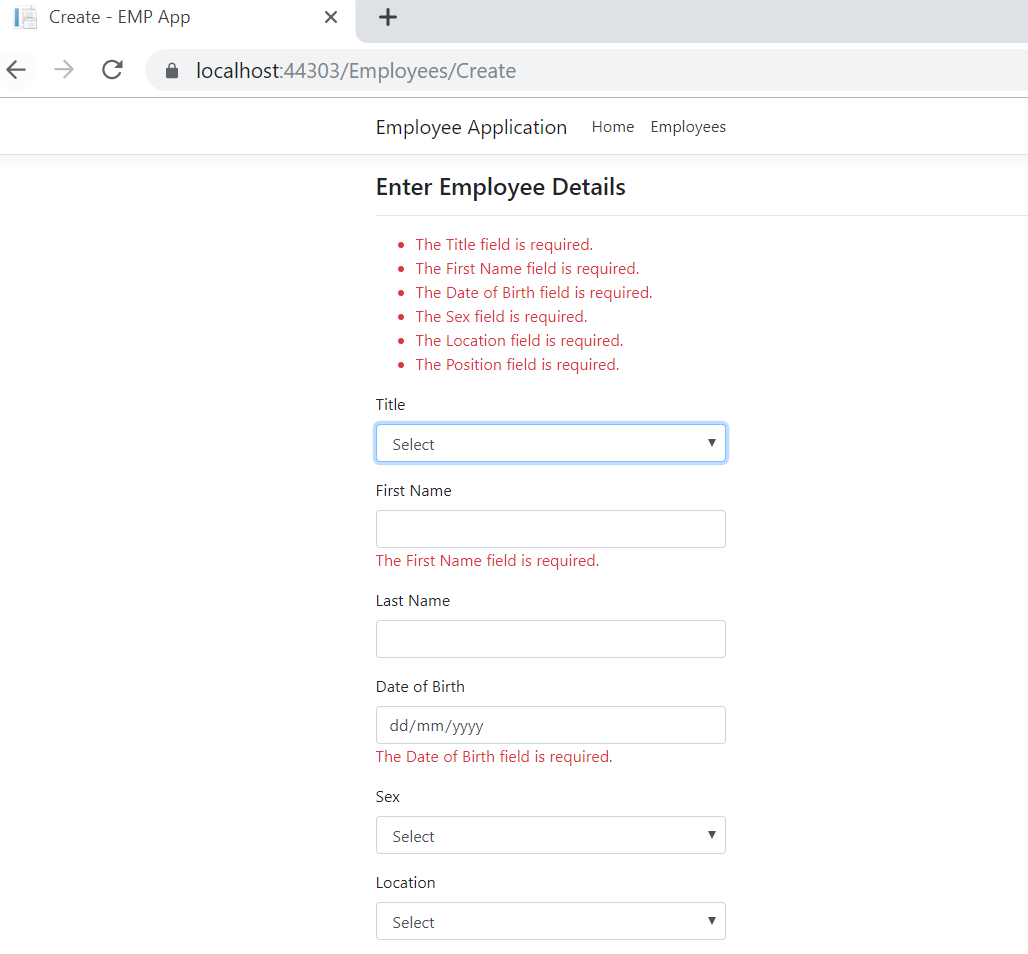 Create - EMP App
localhost:44303/Employees/Create
Employee Application Home Employees
Enter Employee Details
The Title field is required.
The First Name field is required.
The Date of Birth field is required.
The Sex field is required.
The Location field is required.
The Position field is required.
Title
Select
First Name
The First Name field is required.
Last Name
Date of Birth
dd/mm/yyyy
The Date of Birth field is required.
Sex
Select
Location
Select